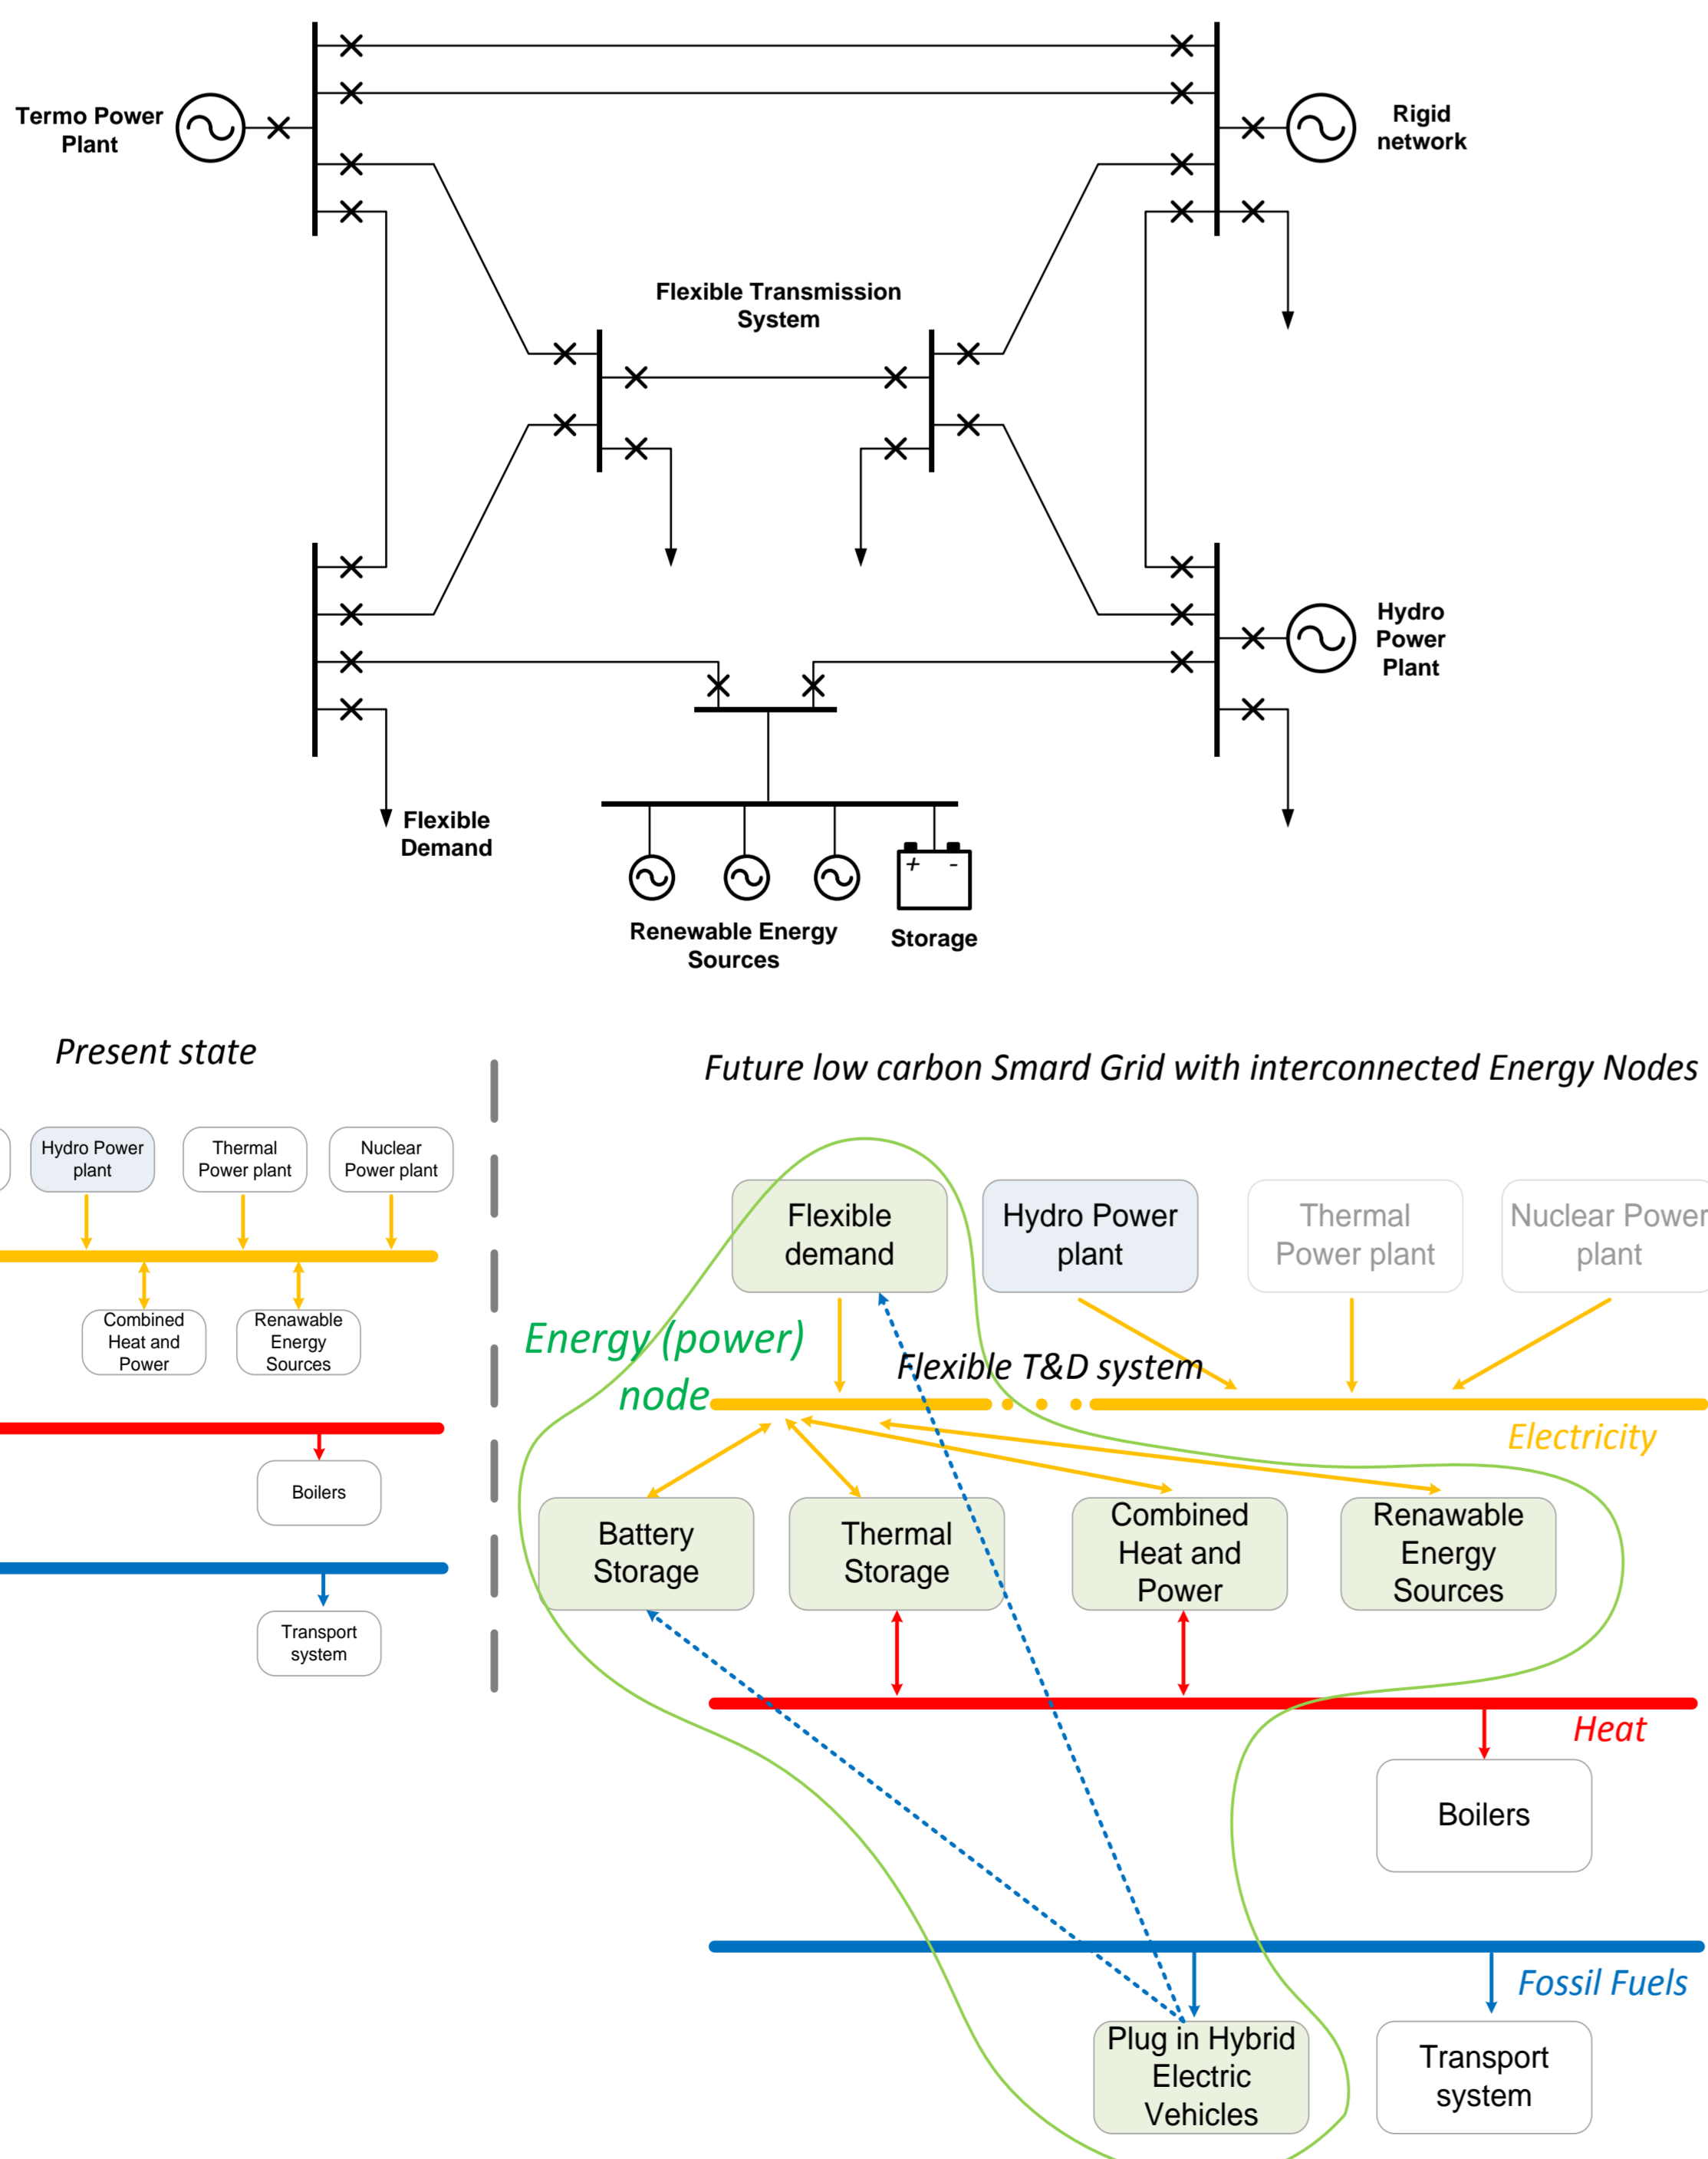 Termo Power
Plant
Rigid
network
Flexible Transmission
System
Hydro
Power
Plant
Flexible
Demand
+ -
Renewable Energy
Sources
Storage
Present state
Future low carbon Smard Grid with interconnected Energy Nodes
Hydro Power
plant
Thermal
Power plant
Nuclear
Power plant
Combined
Heat and
Power
Renawable
Energy
Sources
Boilers
Transport
system
Flexible
demand
Hydro Power
plant
Thermal
Power plant
Nuclear Power
plant
Energy (power)
node
Flexible T&D system
Electricity
Battery
Storage
Thermal
Storage
Combined
Heat and
Power
Renawable
Energy
Sources
Heat
Boilers
Fossil Fuels
Plug in Hybrid
Electric
Vehicles
Transport
system